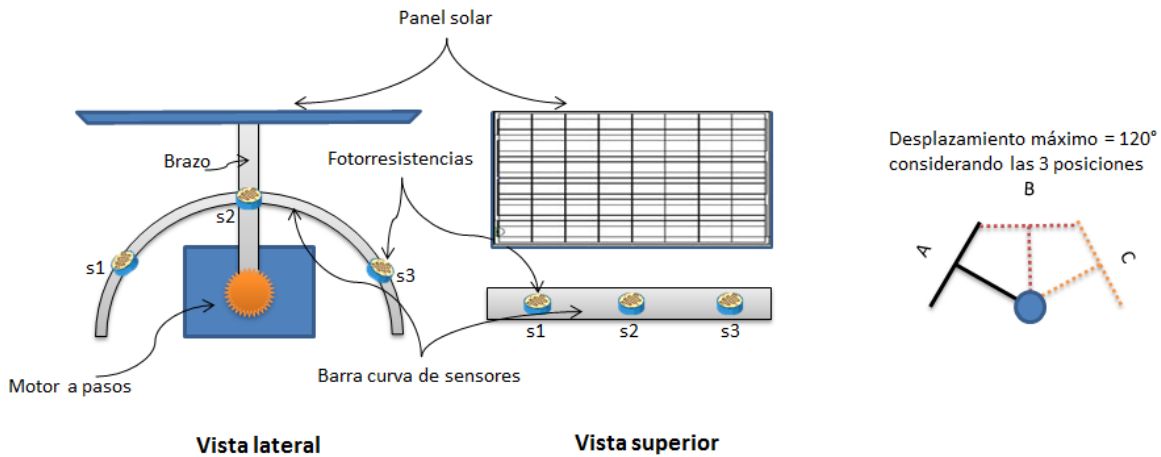 Panel solar
Brazo
Fotorresistencias
s2
s1
s3
s1
s2
s3
Motor a pasos
Barra curva de sensores
Vista lateral
Vista superior
Desplazamiento máximo = 120°
considerando las 3 posiciones
B
A
C